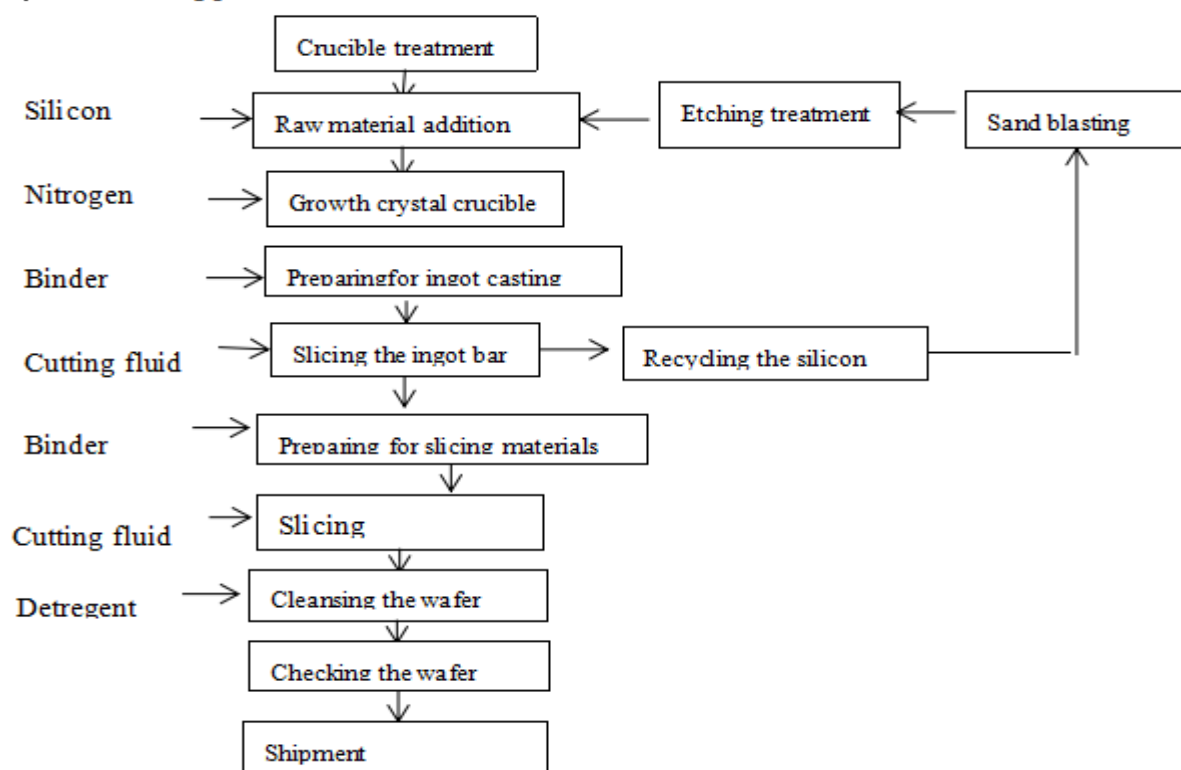 Crucible treatment
Silicon
Raw material addition
Etching treatment
Sand blasting
Nitrogen
Growth crystal crucible
Binder
Preparingfor ingot casting
Cutting fluid
Slicing the ingot bar
Recycling the silicon
Binder
Preparing for slicing materials
Cutting fluid
Slicing
Detregent
Cleansing the wafer
Checking the wafer
Shipment